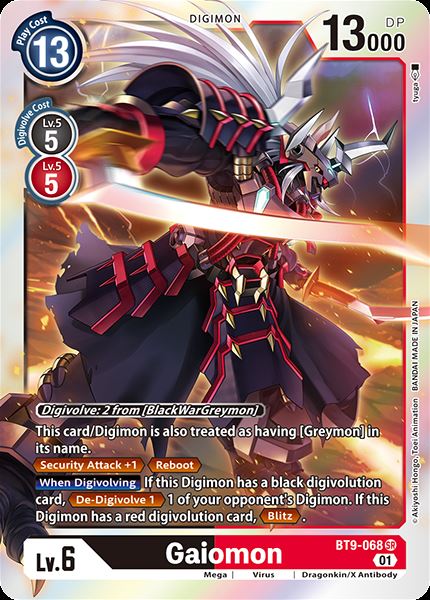 Play Cost
13
DIGIMON
DP
13000
tyuga
Digivolve Cost
Lv.5
5
Lv.5
5
Digivolve: 2 from [BlackWarGreymon]
This card/Digimon is also treated as having [Greymon] in
its name.
Security Attack +1 Reboot
When Digivolving If this Digimon has a black digivolution
card, De-Digivolve 1 1 of your opponent's Digimon. If this
Digimon has a red digivolution card, Blitz .
©Akiyoshi Hongo, Toei Animation BANDAI MADE IN JAPAN
Lv.6
Gaiomon
BT9-068 SR
01
Mega Virus Dragonkin/X Antibody